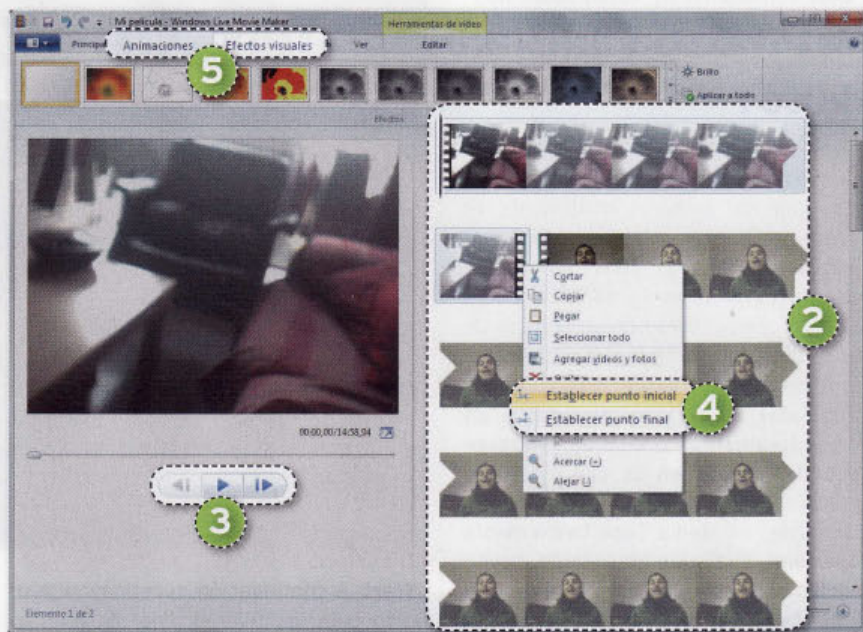 Mi película - Windows Live Movie Maker
Herramientas de vídeo
Animaciones
Efectos visuales
Ver
Editar
5
Brillo
Aplicar a todo
Efectos
Cortar
Copiar
Pegar
Seleccionar todo
Agregar vídeos y fotos
Establecer punto inicial
Establecer punto final
Acercar (+)
Alejar (-)
2
4
00:00,00/14:58,04
3
Elemento 1 de 2